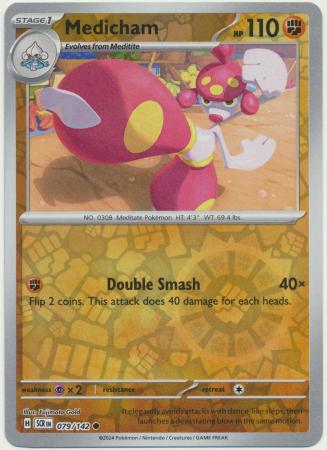 STAGE 1
Medicham
HP 110
Evolves from Meditite
NO. 0308 Meditate Pokémon HT: 4'3" WT: 69.4 lbs.
Double Smash 40×
Flip 2 coins. This attack does 40 damage for each heads.
weakness ×2 resistance retreat
Illus. Fujimoto Gold
H SCR EN 079/142
It elegantly avoids attacks with dance-like steps, then
launches a devastating blow in the same motion.
©2024 Pokémon / Nintendo / Creatures / GAME FREAK